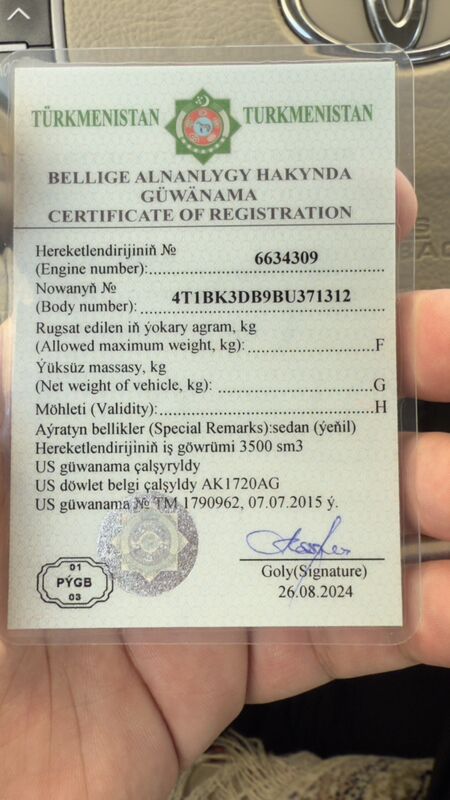 TÜRKMENISTAN TURKMENISTAN
BELLIGE ALNANLYGY HAKYNDA
GÜWÄNAMA
CERTIFICATE OF REGISTRATION
Hereketlendirijiniň №
(Engine number): 6634309
Nowanyň №
(Body number): 4T1BK3DB9BU371312
Rugsat edilen iň ýokary agram, kg
(Allowed maximum weight, kg): F
Ýüksüz massasy, kg
(Net weight of vehicle, kg): G
Möhleti (Validity): H
Aýratyn bellikler (Special Remarks):sedan (ýeňil)
Hereketlendirijiniň iş göwrümi 3500 sm3
US güwanama çalşyryldy
US döwlet belgi çalşyldy AK1720AG
US güwanama № TM 1790962, 07.07.2015 ý.
01
PÝGB
03
Goly(Signature)
26.08.2024